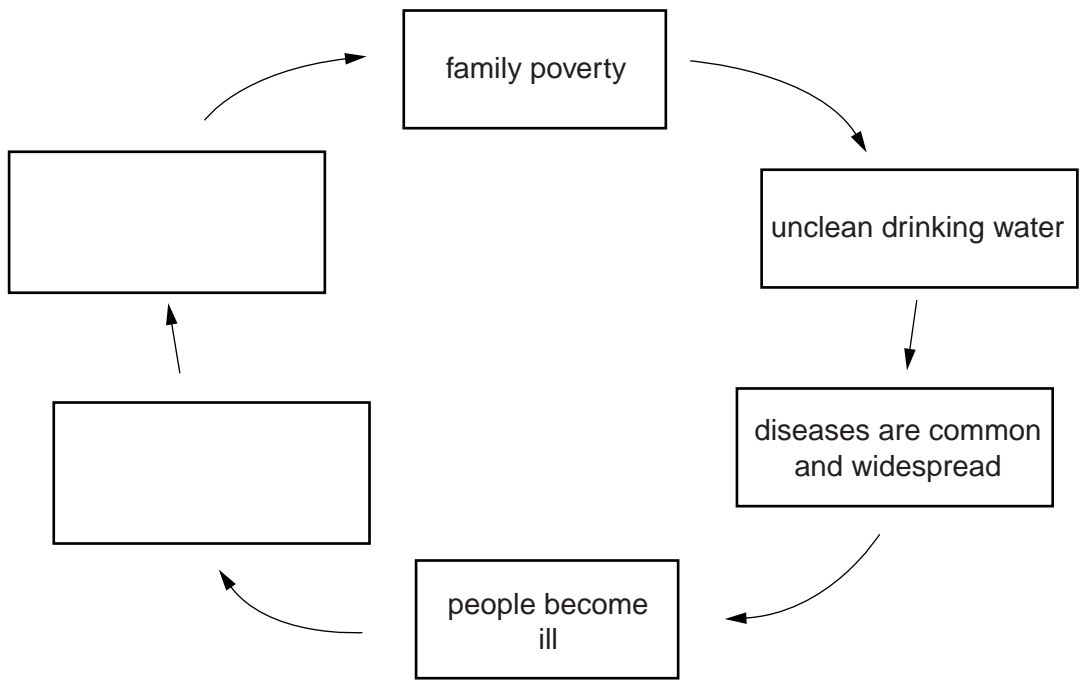 family poverty
unclean drinking water
diseases are common
and widespread
people become
ill